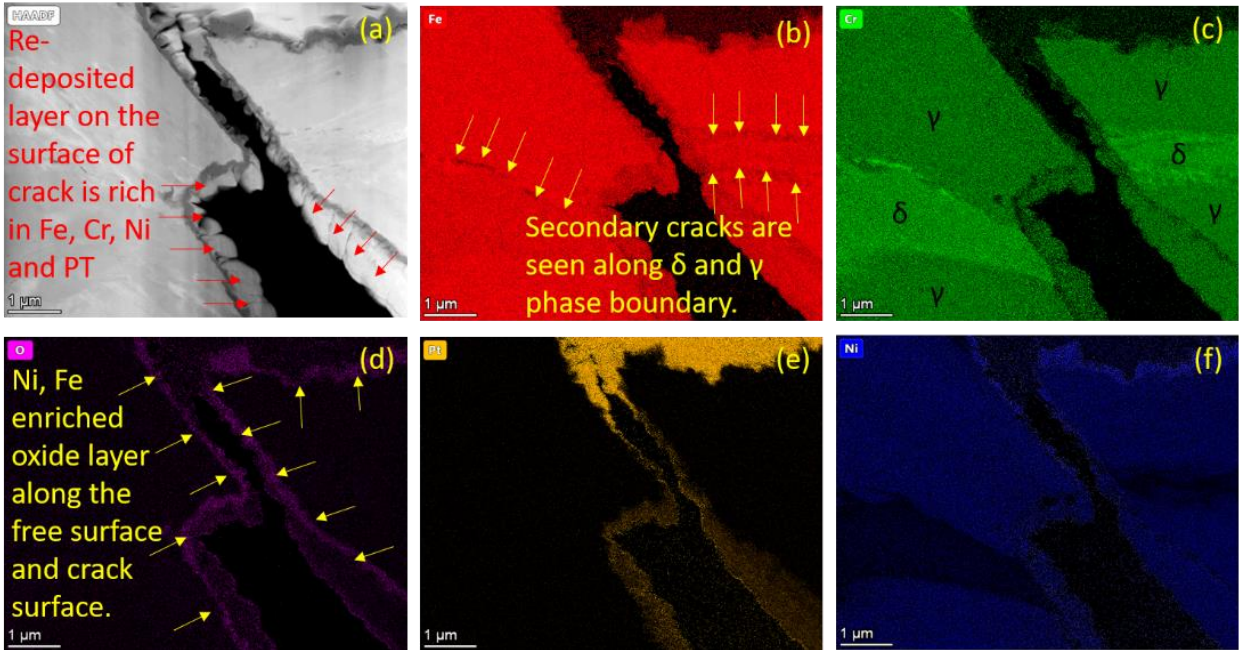 HAADF
(a)
Re-
deposited
layer on the
surface of
crack is rich
in Fe, Cr, Ni
and PT
1 μm
Fe
(b)
Secondary cracks are
seen along δ and γ
phase boundary.
1 μm
Cr
(c)
γ
γ
δ
δ
γ
γ
1 μm
O
(d)
Ni, Fe
enriched
oxide layer
along the
free surface
and crack
surface.
1 μm
Pt
(e)
1 μm
Ni
(f)
1 μm